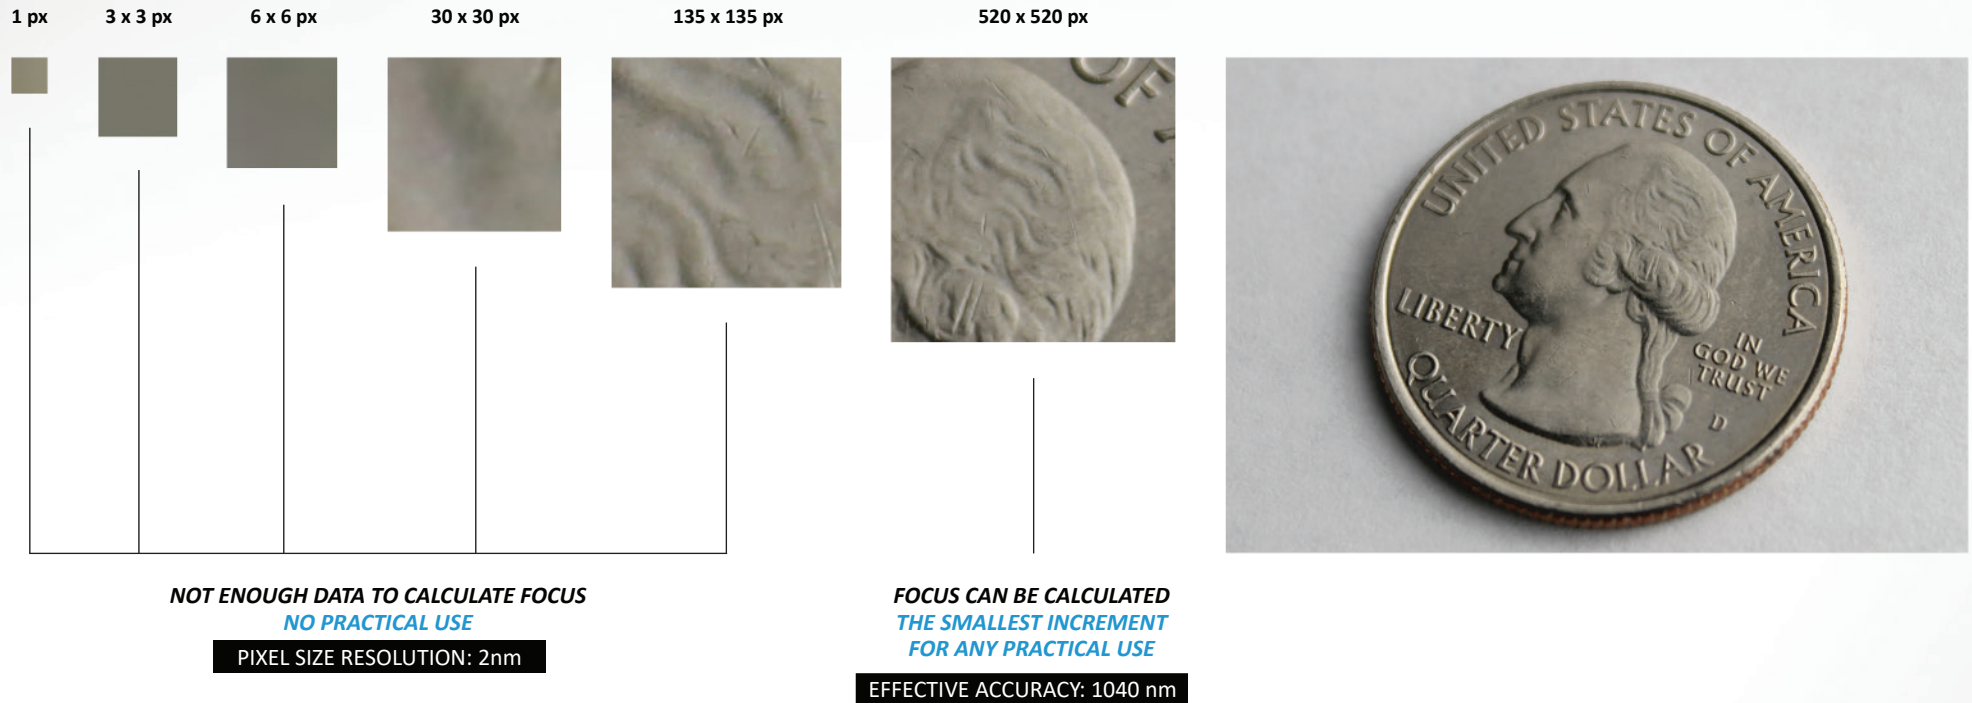 1 px
3 x 3 px
6 x 6 px
30 x 30 px
135 x 135 px
520 x 520 px
OF
UNITED STATES OF AMERICA
LIBERTY
IN
GOD WE
TRUST
D
QUARTER DOLLAR
NOT ENOUGH DATA TO CALCULATE FOCUS
NO PRACTICAL USE
PIXEL SIZE RESOLUTION: 2nm
FOCUS CAN BE CALCULATED
THE SMALLEST INCREMENT
FOR ANY PRACTICAL USE
EFFECTIVE ACCURACY: 1040 nm